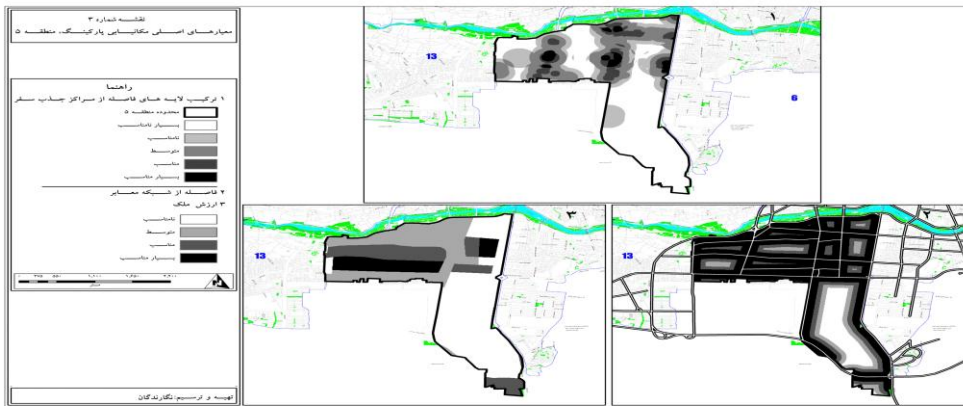 نقشه شماره ۳
معیارهای اصلی مکانیابی پارکینگ، منطقه ۵
راهنما
۱ ترکیب لایه های فاصله از مراکز جذب سفر
محدوده منطقه ۵
بسیار نامناسب
نامناسب
متوسط
مناسب
بسیار مناسب
۲ فاصله از شبکه معابر
۳ ارزش ملک
نامناسب
متوسط
مناسب
بسیار مناسب
تهیه و ترسیم: نگارندگان
۱
13
6
۳
13
۲
13